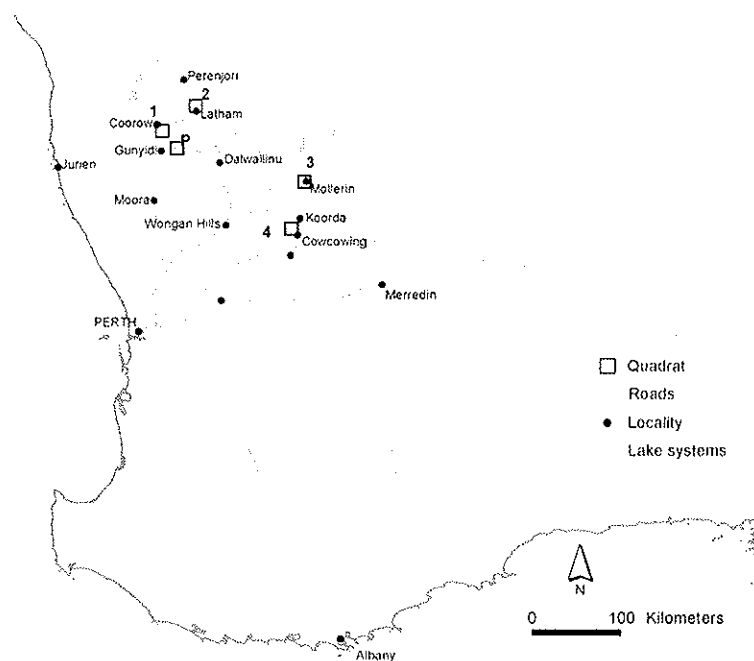 Perenjori
2
Latham
1
Coorow
P
Gunyidi
Dalwallinu
Jurien
3
Mollerin
Moora
Koorda
Wongan Hills
4
Cowcowing
Merredin
PERTH
Quadrat
Roads
Locality
Lake systems
N
0 100 Kilometers
Albany